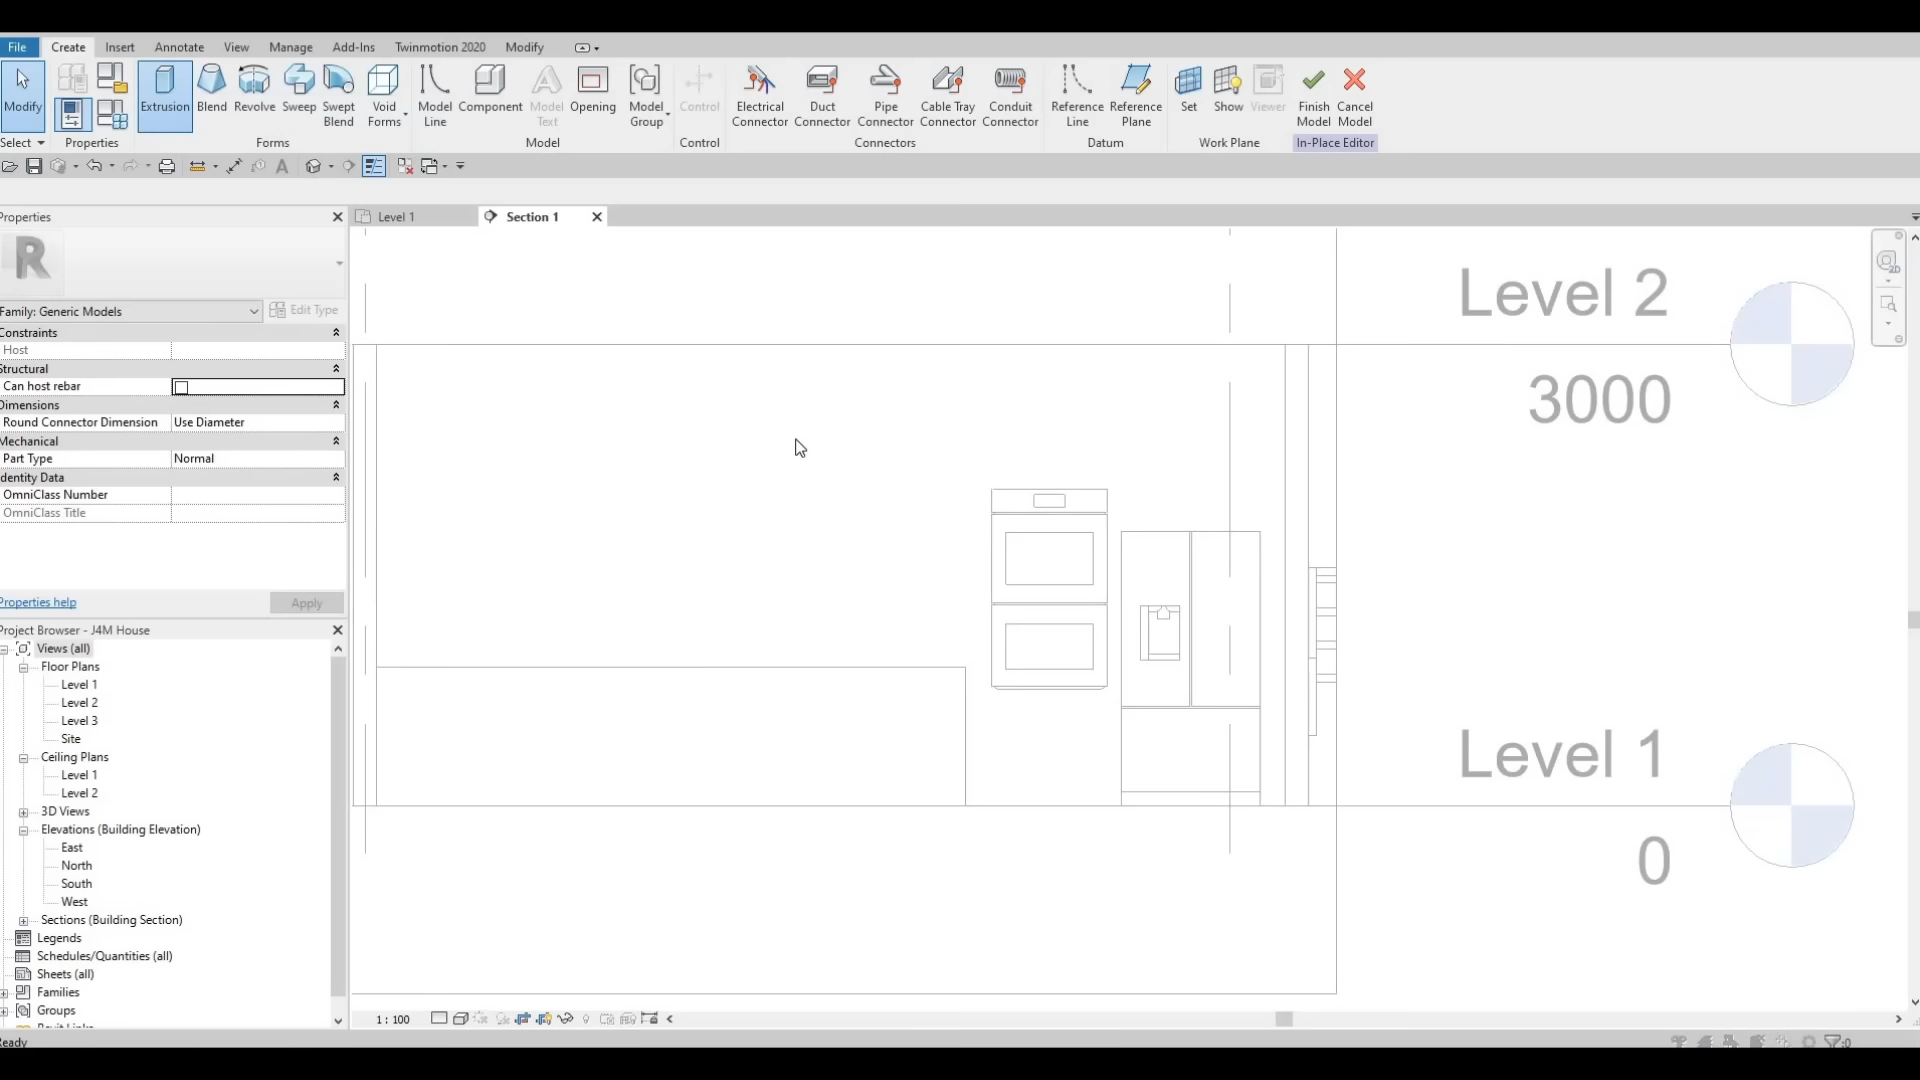 File Create Insert Annotate View Manage Add-Ins Twinmotion 2020 Modify
Modify Extrusion Blend Revolve Sweep Swept Blend Void Forms Model Line Component Model Text Opening Model Group Control Electrical Connector Duct Connector Pipe Connector Cable Tray Connector Conduit Connector Reference Line Reference Plane Set Show Viewer Finish Model Cancel Model
Select Properties Forms Model Control Connectors Datum Work Plane In-Place Editor
Properties
Level 1 Section 1
R
Family: Generic Models Edit Type
Constraints
Host
Structural
Can host rebar
Dimensions
Round Connector Dimension Use Diameter
Mechanical
Part Type Normal
Identity Data
OmniClass Number
OmniClass Title
Properties help Apply
Project Browser - J4M House
Views (all)
Floor Plans
Level 1
Level 2
Level 3
Site
Ceiling Plans
Level 1
Level 2
3D Views
Elevations (Building Elevation)
East
North
South
West
Sections (Building Section)
Legends
Schedules/Quantities (all)
Sheets (all)
Families
Groups
Level 2
3000
Level 1
0
2D
1 : 100
Ready
:0